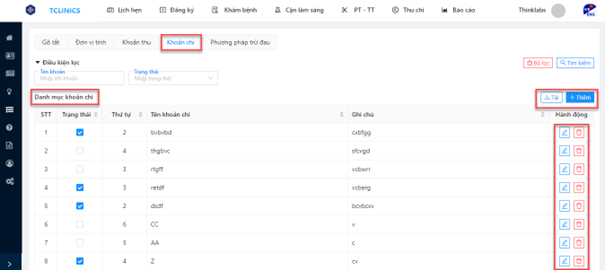 TCLINICS Lịch hẹn Đăng ký Khám bệnh Cận lâm sàng PT - TT Thu chi Báo cáo Thinklabs
Gõ tắt Đơn vị tính Khoản thu Khoản chi Phương pháp trừ đau
Điều kiện lọc Bỏ lọc Tìm kiếm
Tên khoản Trạng thái
Nhập tên khoản Nhập trạng thái
Danh mục khoản chi Tải + Thêm
STT Trạng thái Thứ tự Tên khoản chi Ghi chú Hành động
1 2 bvbvbd cxbfgg
2 4 thgbvc sfcvgd
3 3 rtgff vcbwrr
4 3 retdf vcberg
5 2 dsdf bcvbcxv
6 6 CC v
7 5 AA c
8 4 Z cv